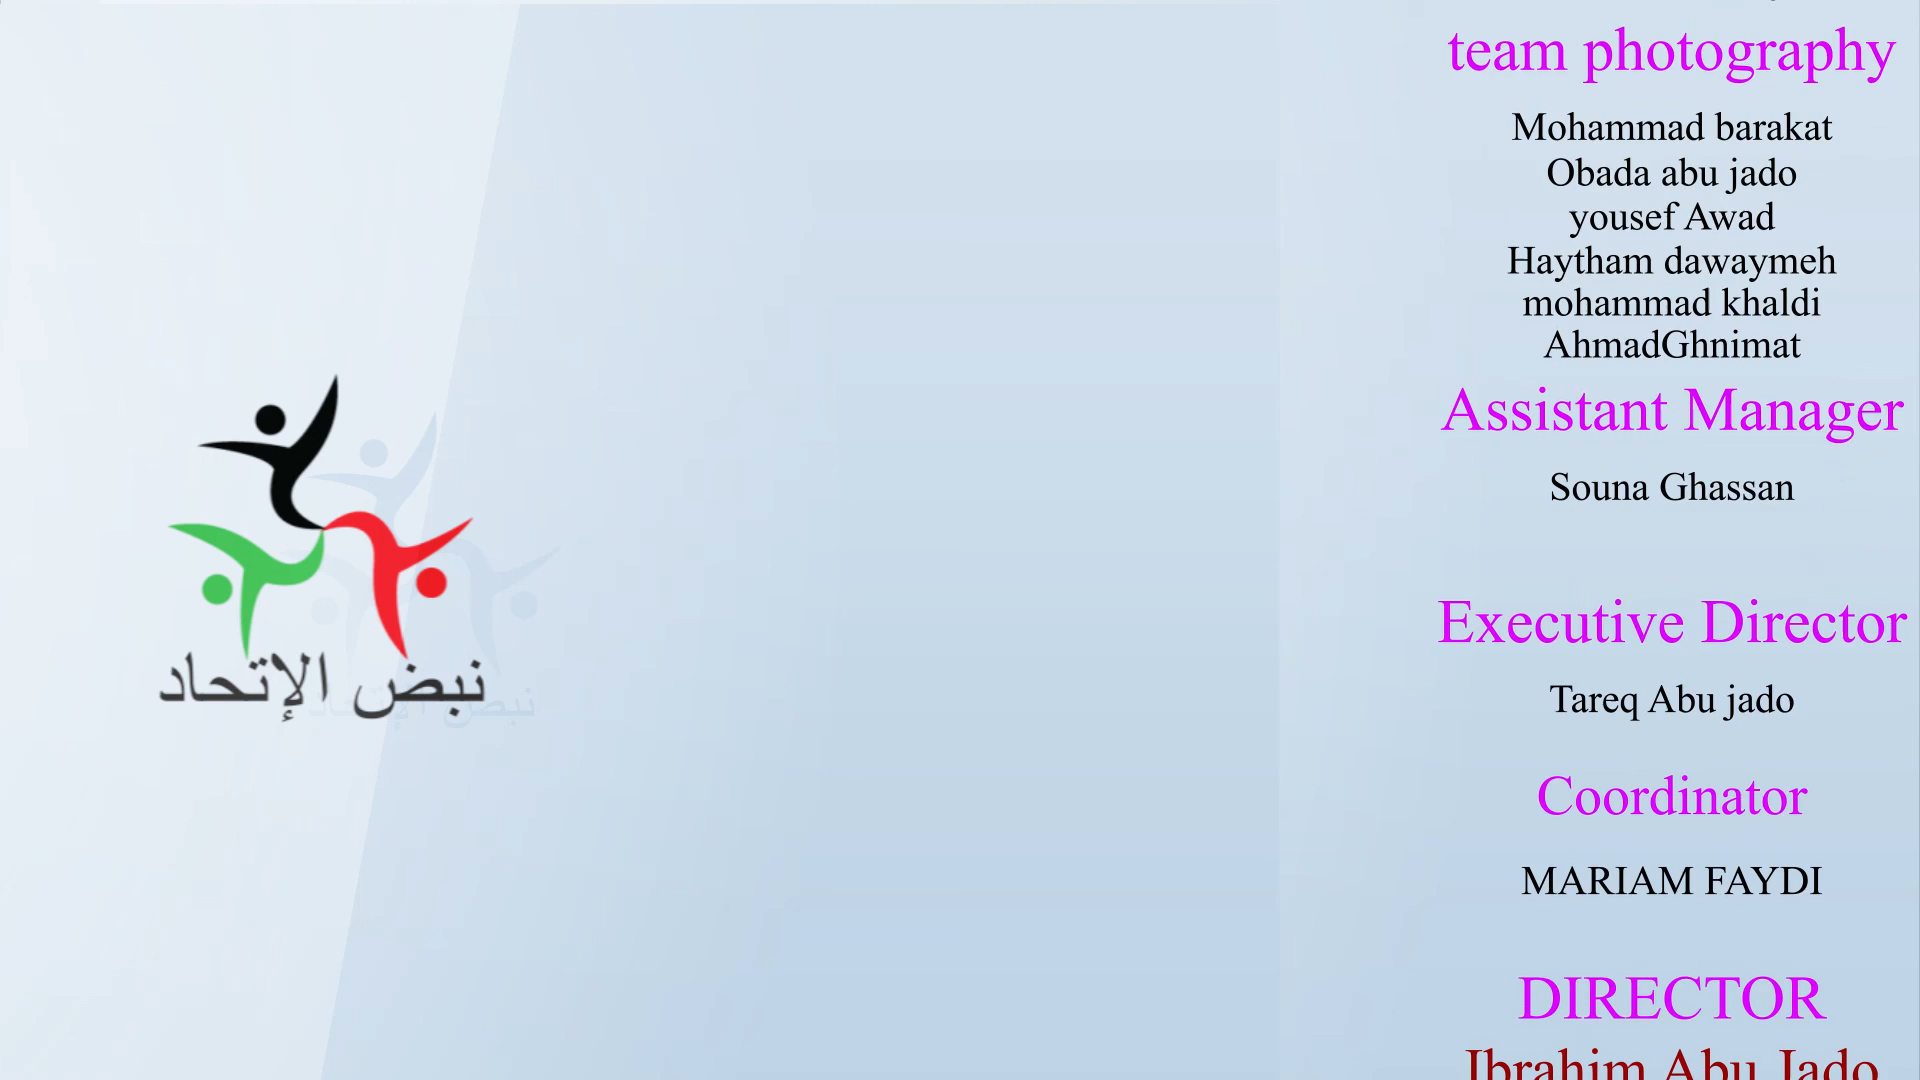 team photography
Mohammad barakat
Obada abu jado
yousef Awad
Haytham dawaymeh
mohammad khaldi
AhmadGhnimat
Assistant Manager
Souna Ghassan
Executive Director
Tareq Abu jado
Coordinator
MARIAM FAYDI
DIRECTOR
Ibrahim Abu Jado
نبض الإتحاد